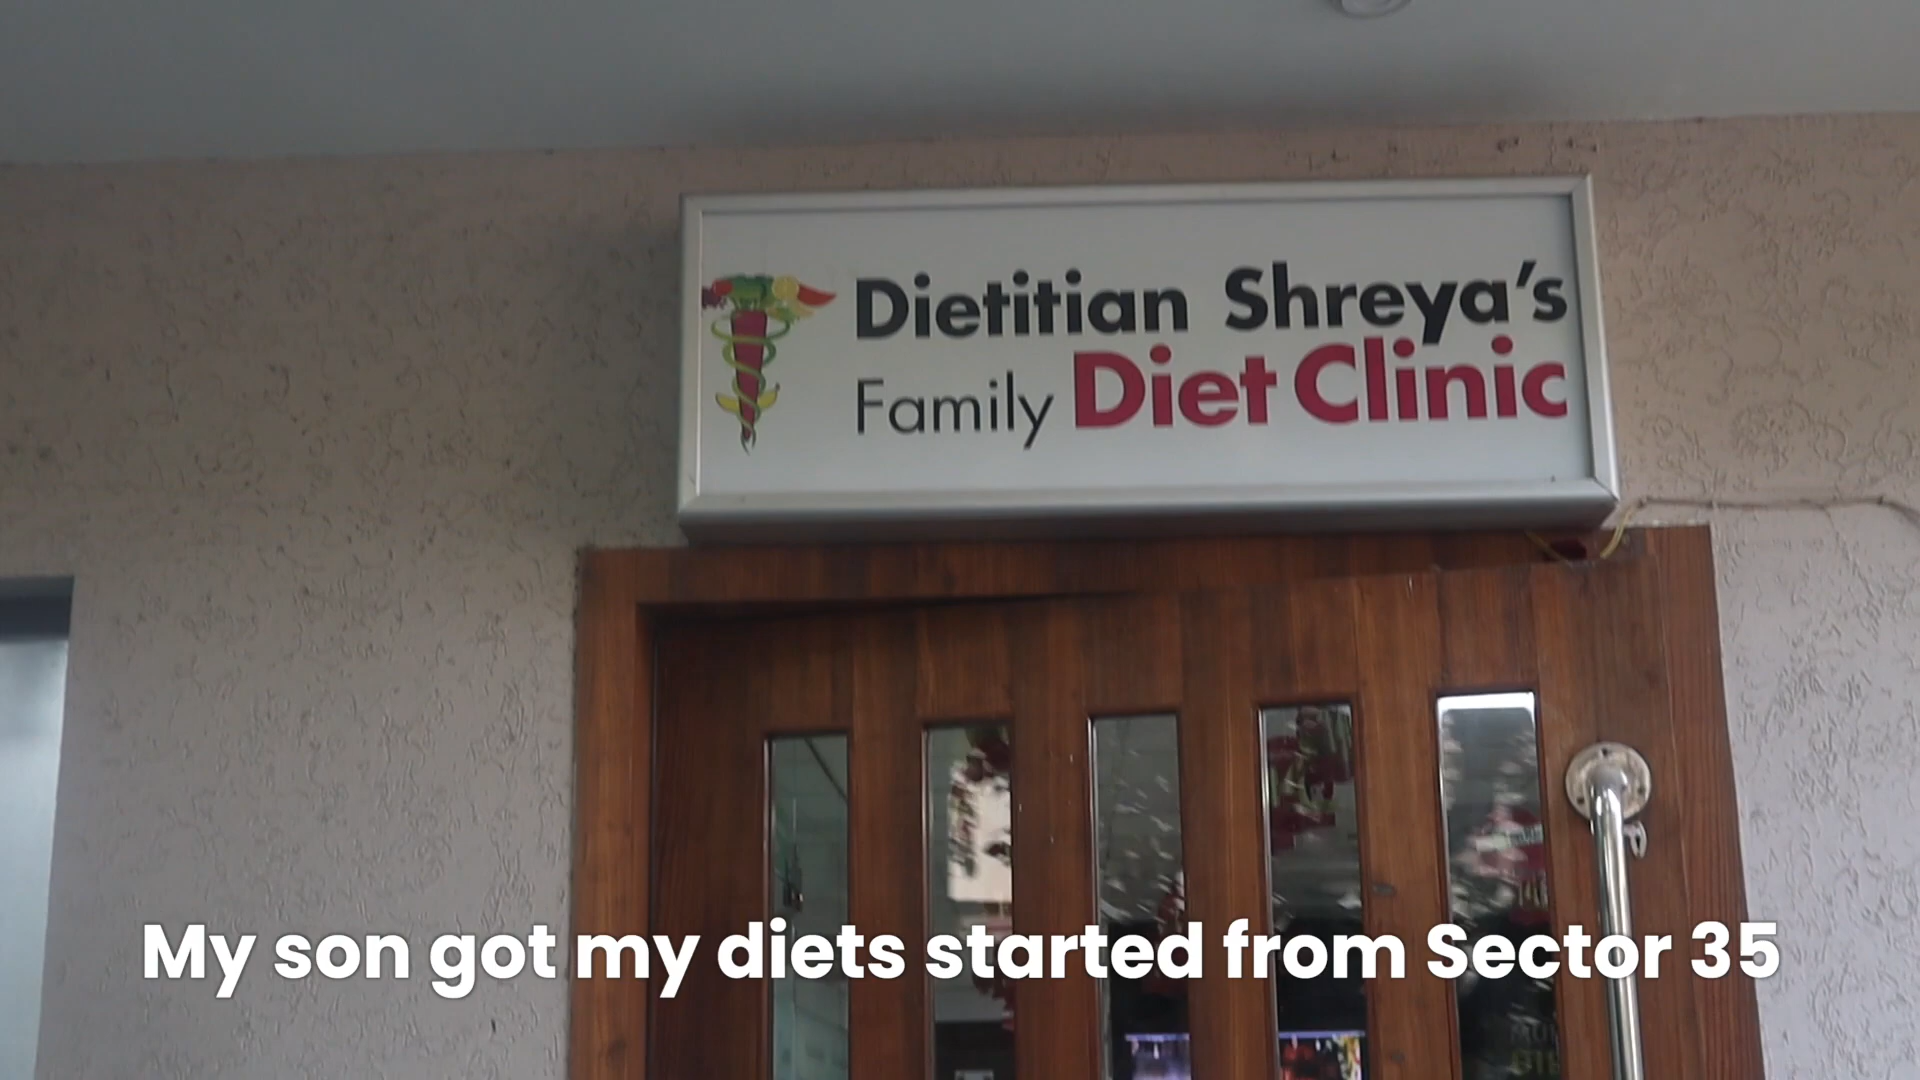 Dietitian Shreya's
Family Diet Clinic
My son got my diets started from Sector 35